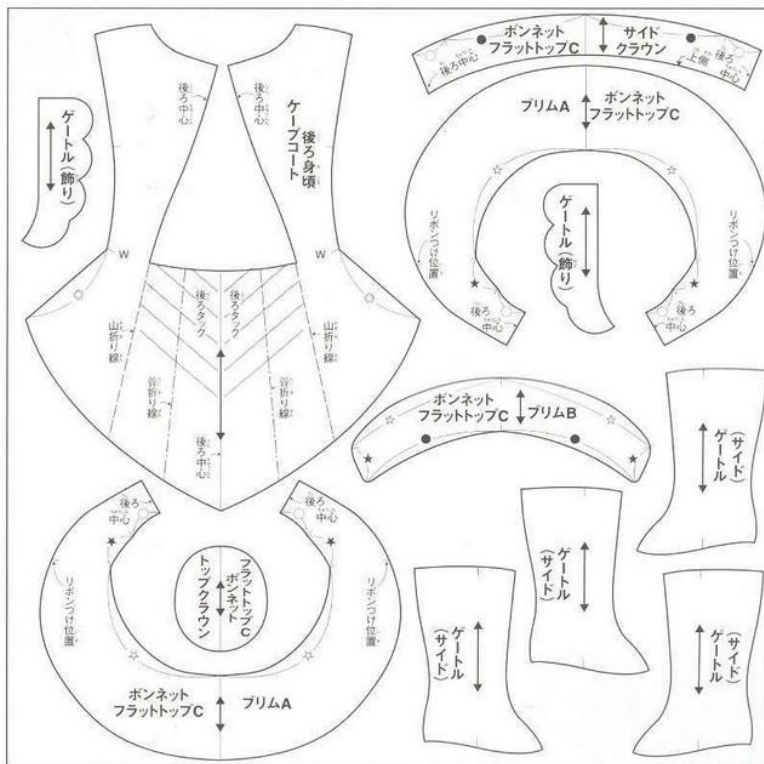 ゲートル(飾り)
後ろ中心
後ろ中心
後ろ身頃
ケープコート
W
W
後ろタック
後ろタック
山折り線
山折り線
谷折り線
谷折り線
後ろ中心
ボンネット
フラットトップC
サイド
クラウン
後ろ中心
上側
後ろ
中心
ブリムA
ボンネット
フラットトップC
リボンつけ位置
リボンつけ位置
ゲートル(飾り)
後ろ
中心
後ろ
中心
ボンネット
フラットトップC
ブリムB
ゲートル
(サイド)
ゲートル
(サイド)
ゲートル
(サイド)
ゲートル
(サイド)
後ろ
中心
後ろ
中心
リボンつけ位置
リボンつけ位置
フラットトップC
ボンネット
トップクラウン
ボンネット
フラットトップC
ブリムA